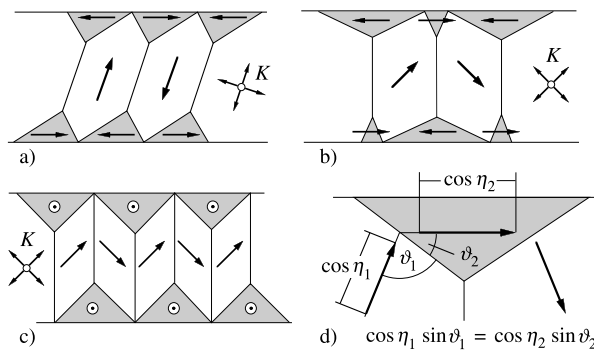 K
a)
K
b)
K
c)
cos η₂
cos η₁
ϑ₁
ϑ₂
d)
cos η₁ sin ϑ₁ = cos η₂ sin ϑ₂